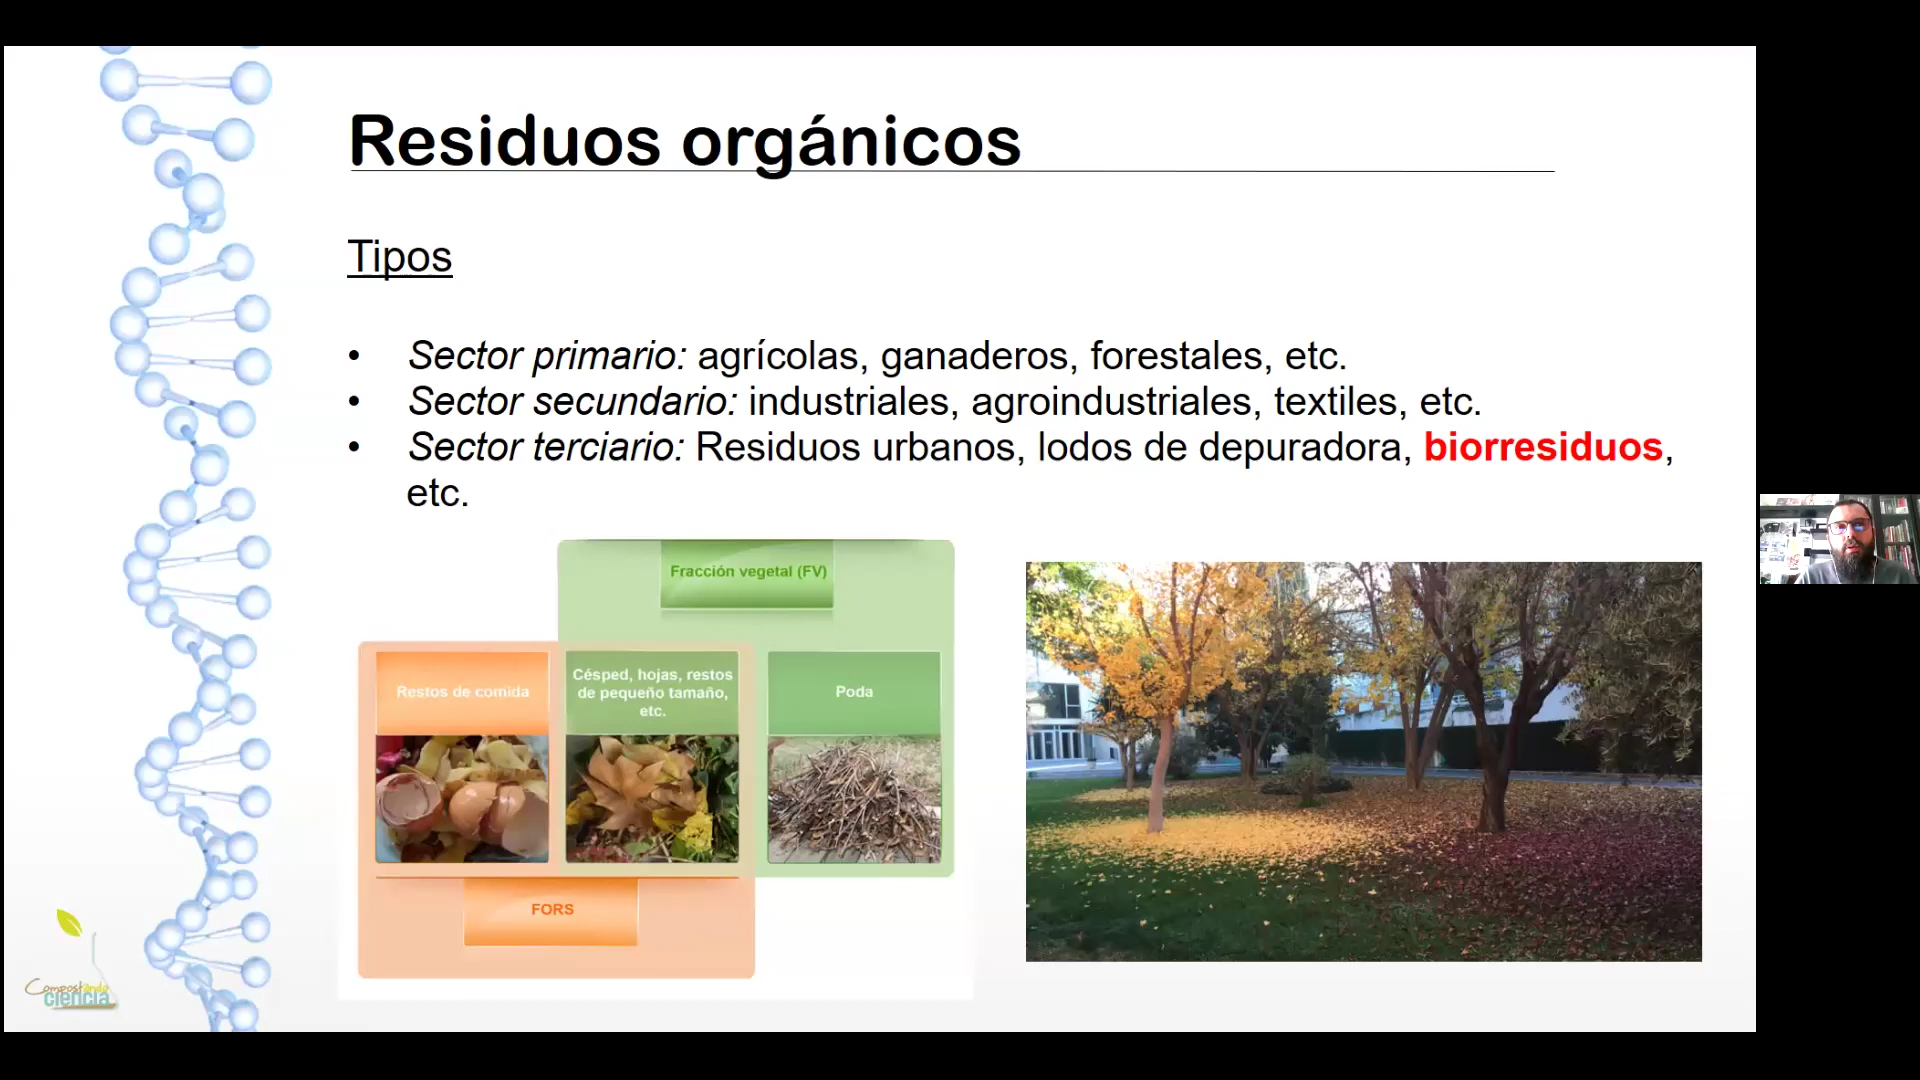 Residuos orgánicos
Tipos
• Sector primario: agrícolas, ganaderos, forestales, etc.
• Sector secundario: industriales, agroindustriales, textiles, etc.
• Sector terciario: Residuos urbanos, lodos de depuradora, biorresiduos,
etc.
Fracción vegetal (FV)
Restos de comida
Césped, hojas, restos
de pequeño tamaño,
etc.
Poda
FORS
Compostando
ciencia